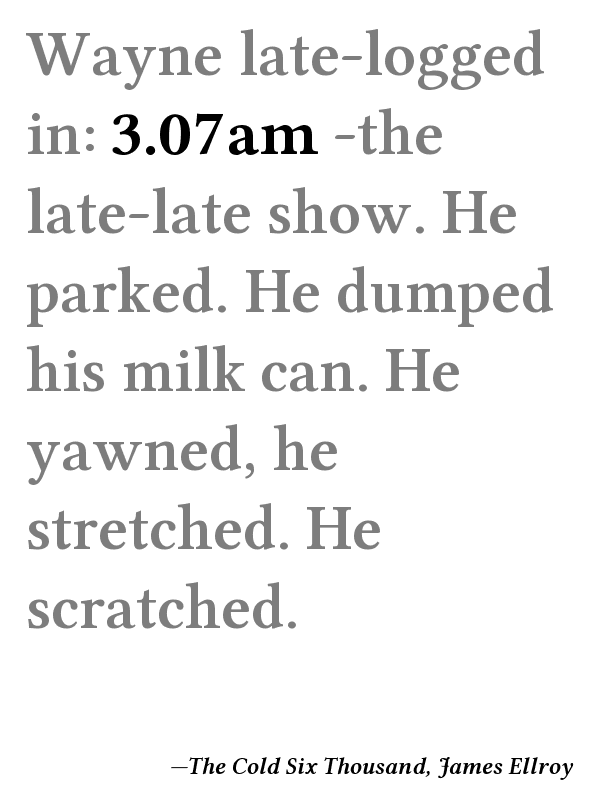 Wayne late-logged
in: 3.07am -the
late-late show. He
parked. He dumped
his milk can. He
yawned, he
stretched. He
scratched.
—The Cold Six Thousand, James Ellroy